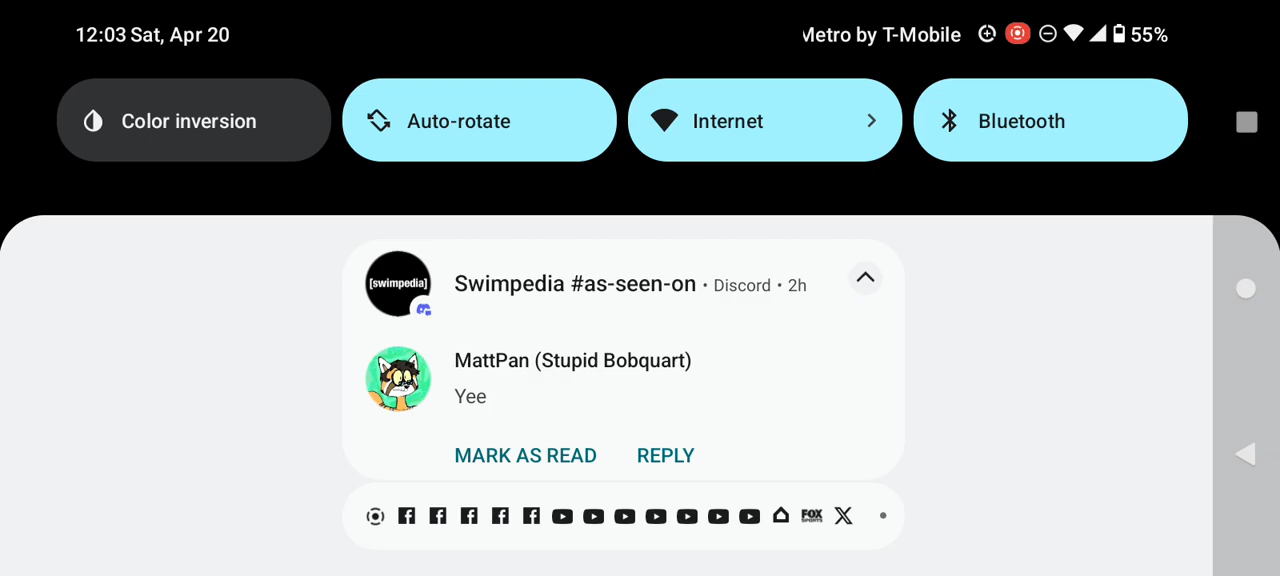 12:03 Sat, Apr 20
Metro by T-Mobile 55%
Color inversion
Auto-rotate
Internet
Bluetooth
[swimpedia]
Swimpedia #as-seen-on • Discord • 2h
MattPan (Stupid Bobquart)
Yee
MARK AS READ REPLY
FOX SPORTS